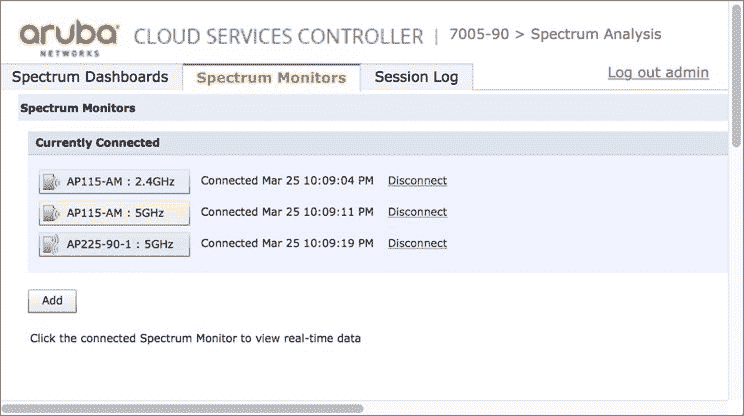 aruba NETWORKS CLOUD SERVICES CONTROLLER | 7005-90 > Spectrum Analysis
Spectrum Dashboards Spectrum Monitors Session Log Log out admin
Spectrum Monitors
Currently Connected
AP115-AM : 2.4GHz Connected Mar 25 10:09:04 PM Disconnect
AP115-AM : 5GHz Connected Mar 25 10:09:11 PM Disconnect
AP225-90-1 : 5GHz Connected Mar 25 10:09:19 PM Disconnect
Add
Click the connected Spectrum Monitor to view real-time data